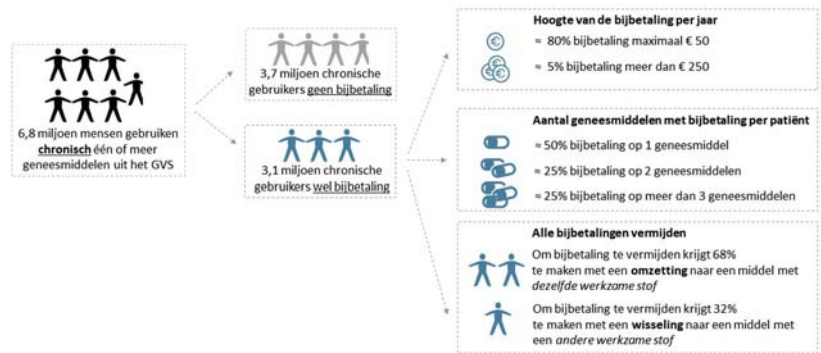 6,8 miljoen mensen gebruiken
chronisch één of meer
geneesmiddelen uit het GVS
3,7 miljoen chronische
gebruikers geen bijbetaling
3,1 miljoen chronische
gebruikers wel bijbetaling
Hoogte van de bijbetaling per jaar
≈ 80% bijbetaling maximaal € 50
≈ 5% bijbetaling meer dan € 250
Aantal geneesmiddelen met bijbetaling per patiënt
≈ 50% bijbetaling op 1 geneesmiddel
≈ 25% bijbetaling op 2 geneesmiddelen
≈ 25% bijbetaling op meer dan 3 geneesmiddelen
Alle bijbetalingen vermijden
Om bijbetaling te vermijden krijgt 68%
te maken met een omzetting naar een middel met
dezelfde werkzame stof
Om bijbetaling te vermijden krijgt 32%
te maken met een wisseling naar een middel met
een andere werkzame stof